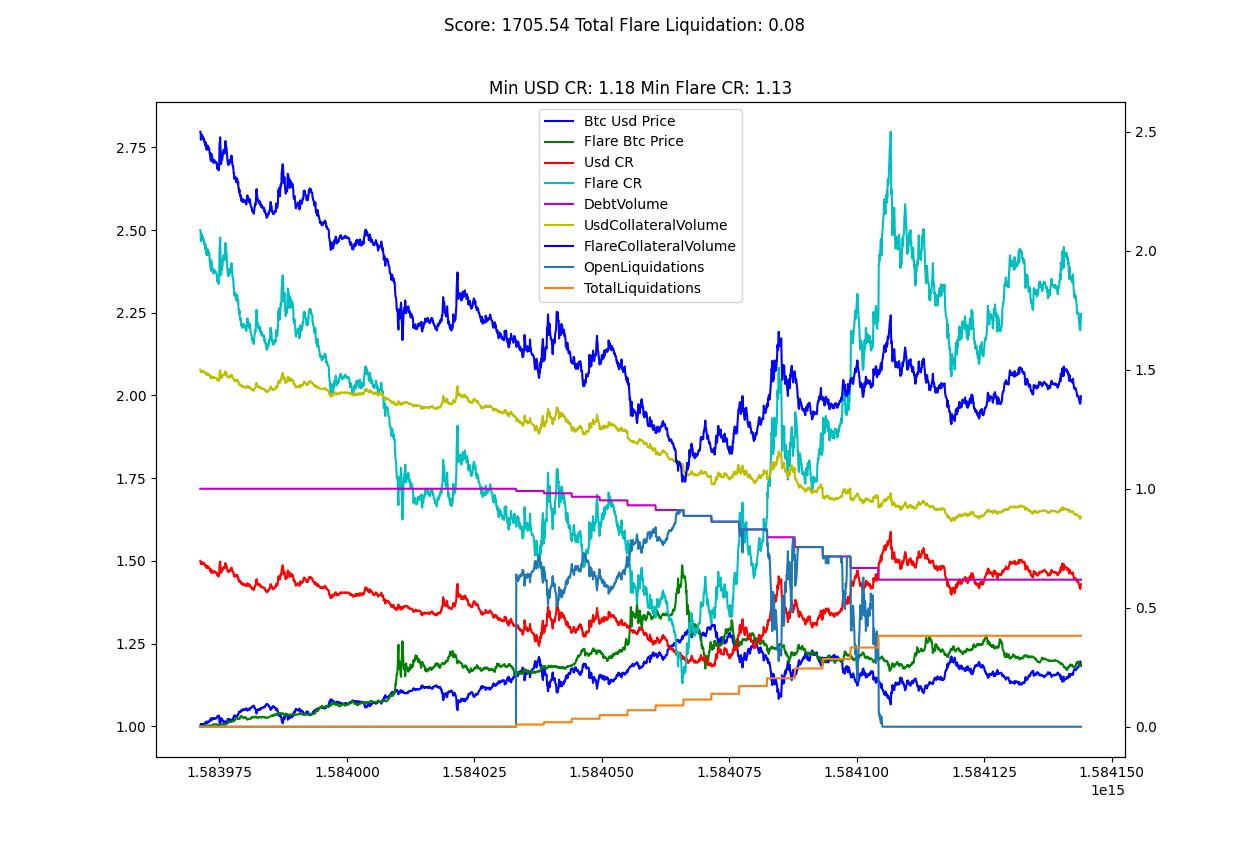 Score: 1705.54 Total Flare Liquidation: 0.08
Min USD CR: 1.18 Min Flare CR: 1.13
Btc Usd Price
Flare Btc Price
Usd CR
Flare CR
DebtVolume
UsdCollateralVolume
FlareCollateralVolume
OpenLiquidations
TotalLiquidations
2.75
2.50
2.25
2.00
1.75
1.50
1.25
1.00
2.5
2.0
1.5
1.0
0.5
0.0
1.583975 1.584000 1.584025 1.584050 1.584075 1.584100 1.584125 1.584150
1e15